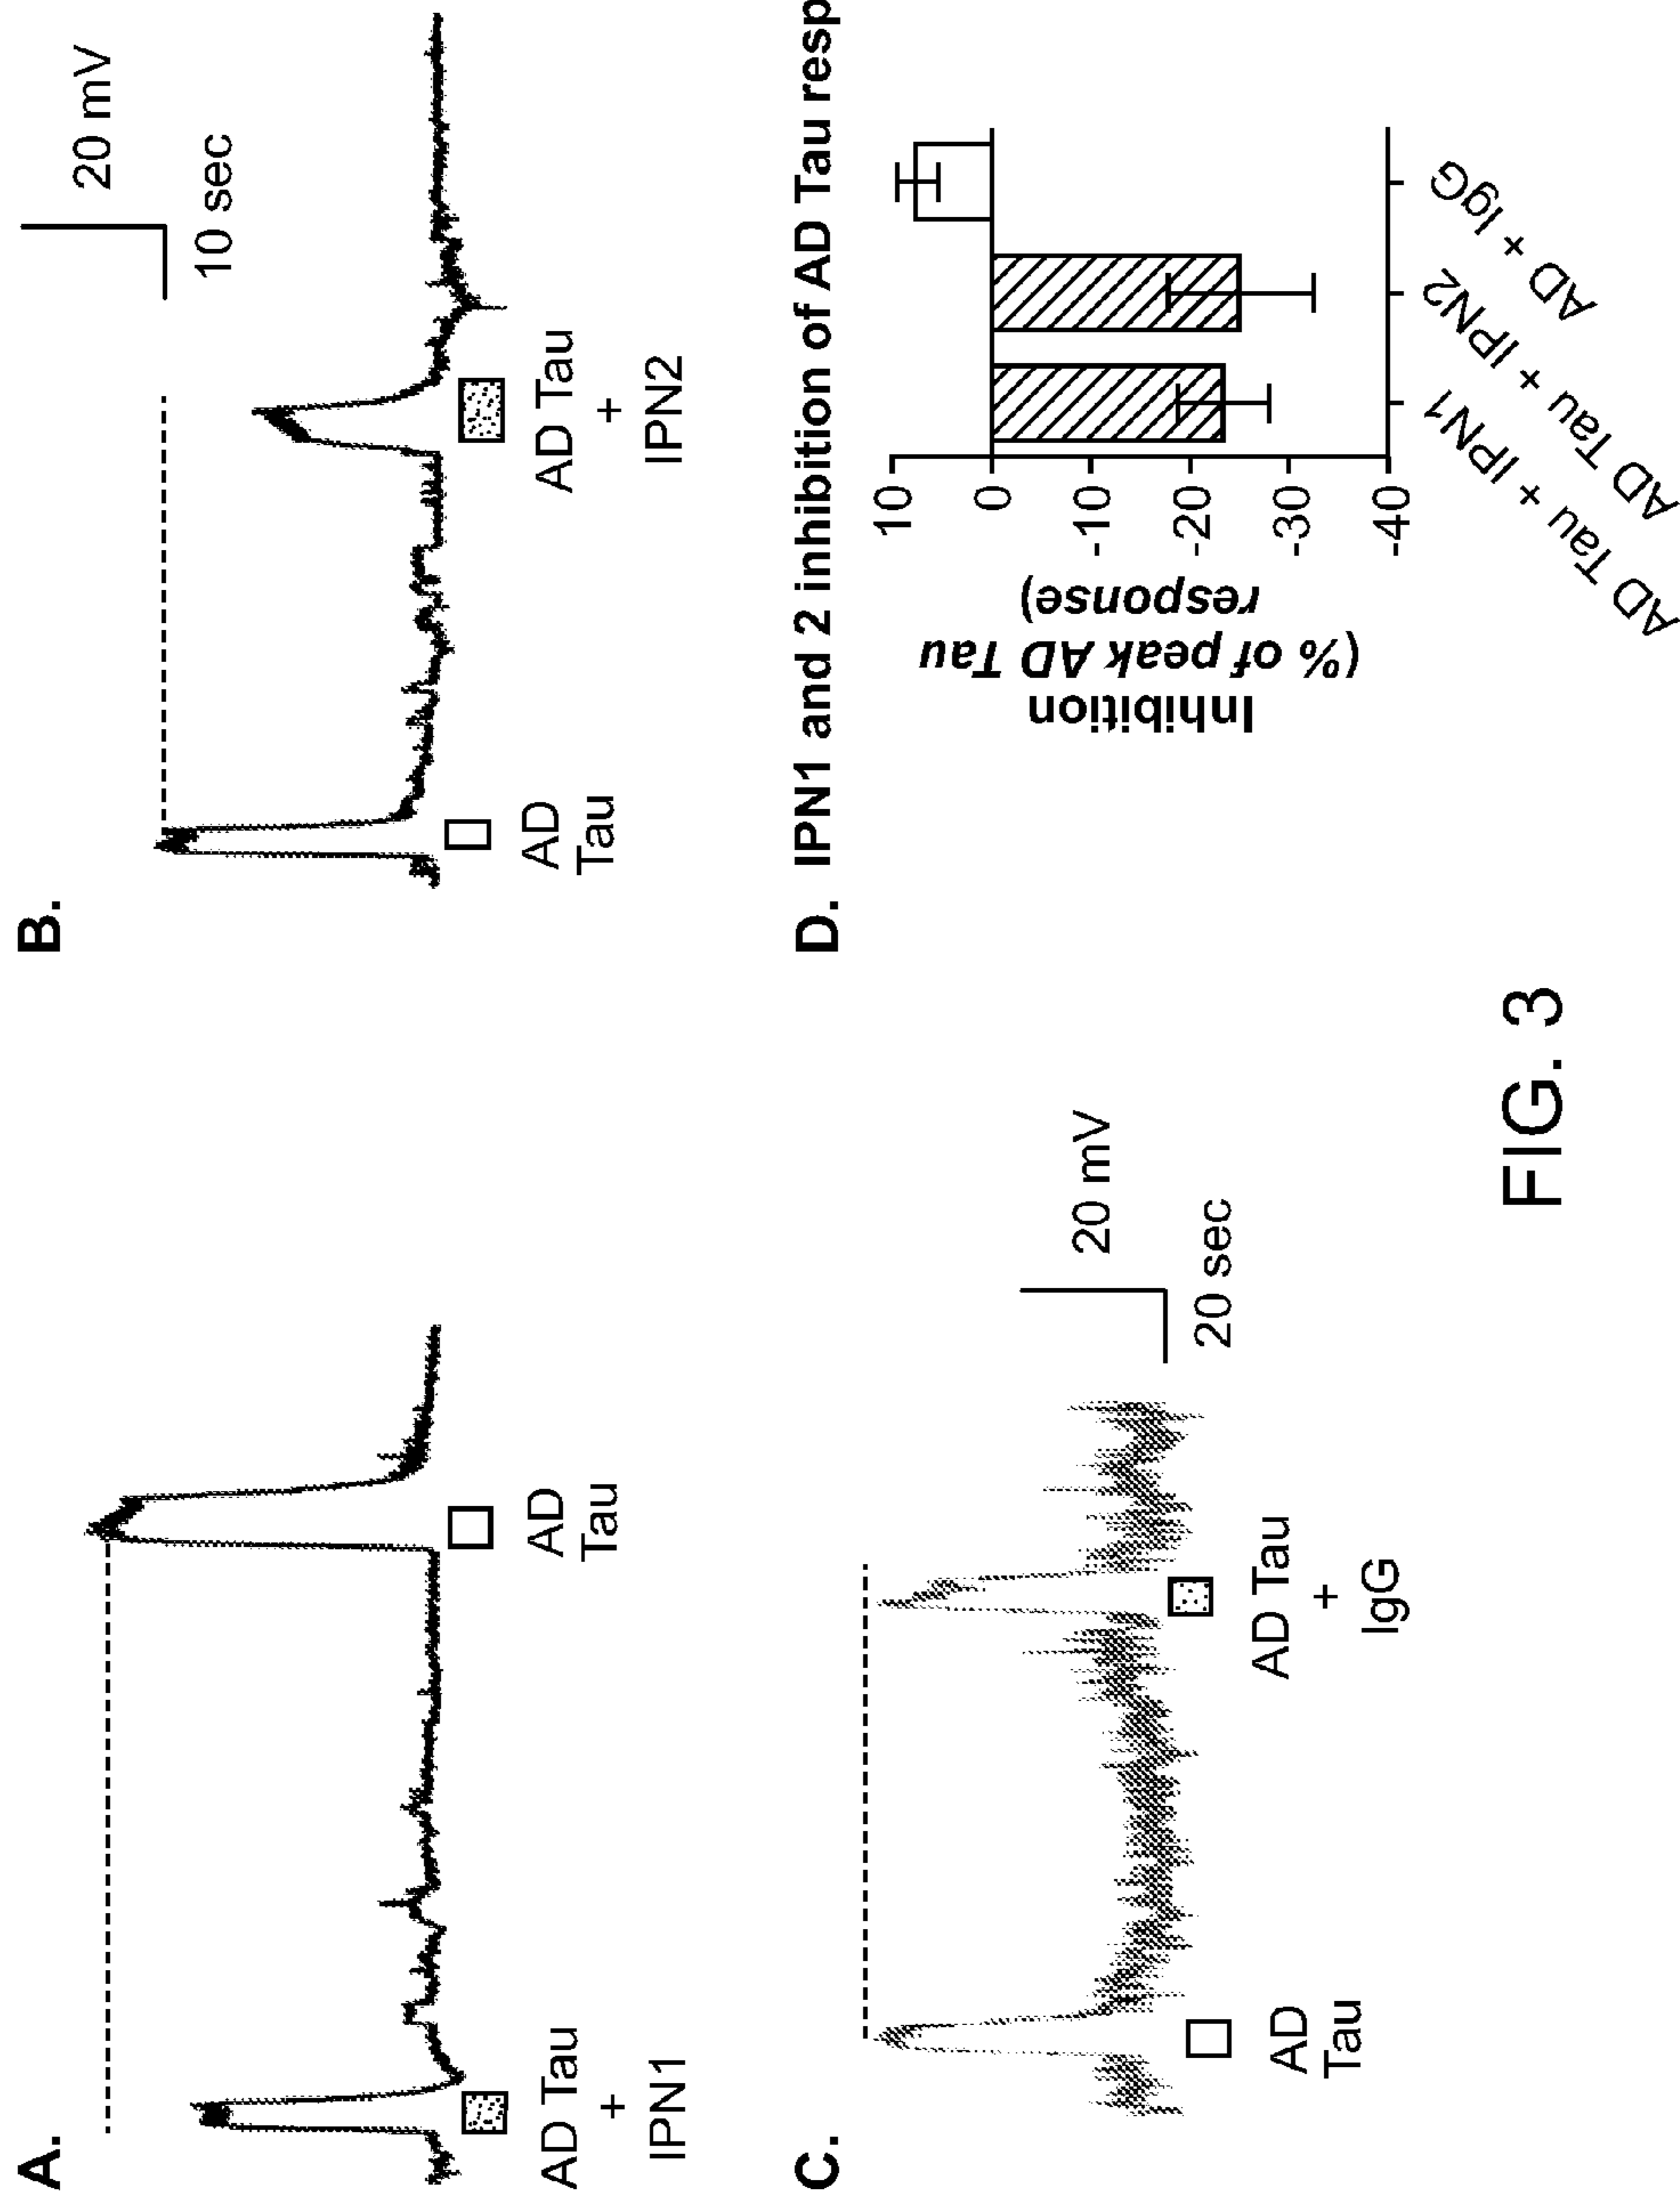 A.
AD Tau
+
IPN1
AD
Tau
B.
20 mV
10 sec
AD
Tau
AD Tau
+
IPN2
C.
20 mV
20 sec
AD
Tau
AD Tau
+
IgG
D. IPN1 and 2 inhibition of AD Tau resp
Inhibition
(% of peak AD Tau
response)
10
0
-10
-20
-30
-40
AD Tau + IPN1
AD Tau + IPN2
AD + IgG
FIG. 3